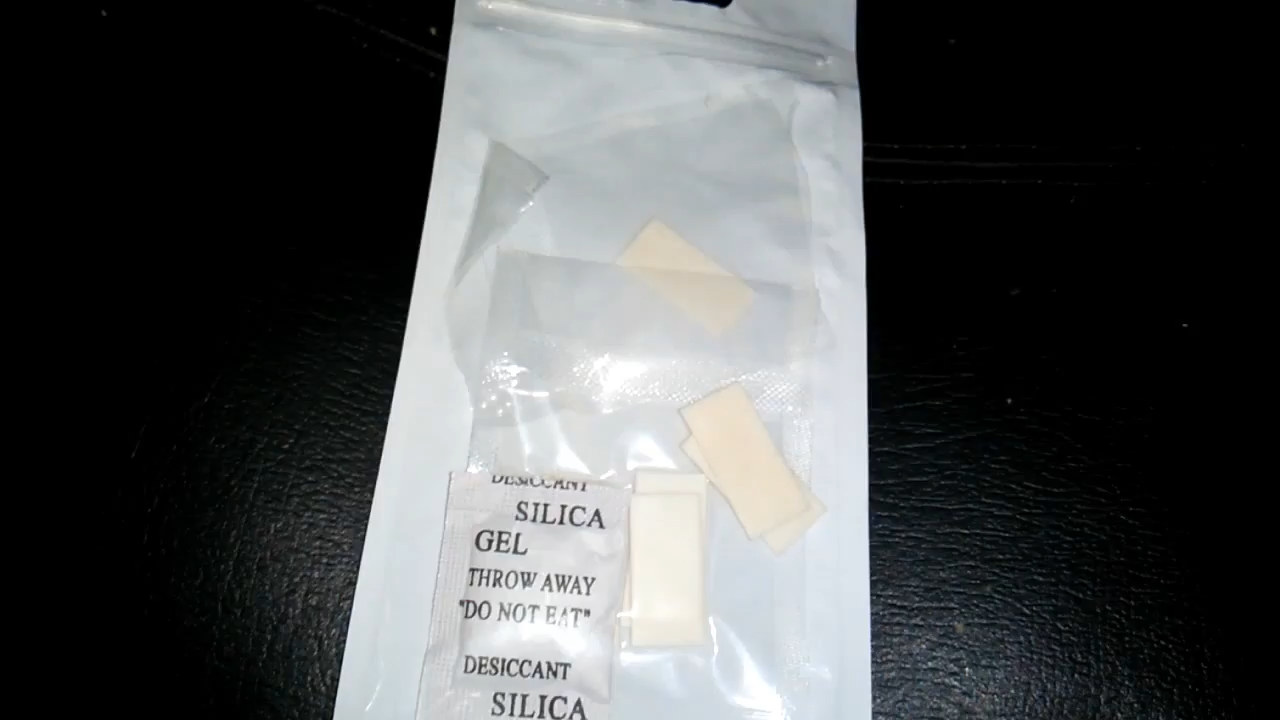 DESICCANT
SILICA
GEL
THROW AWAY
"DO NOT EAT"
DESICCANT
SILICA